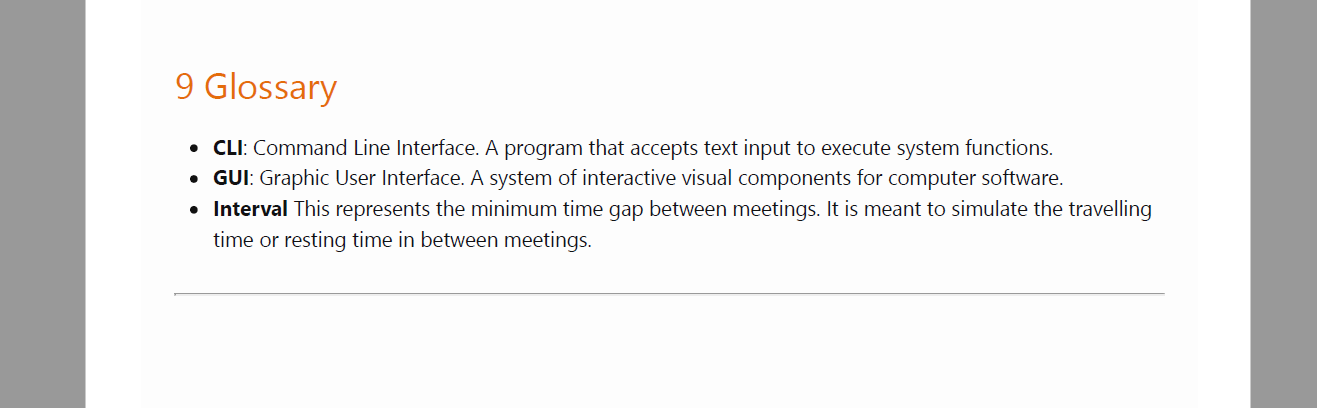 9 Glossary
• CLI: Command Line Interface. A program that accepts text input to execute system functions.
• GUI: Graphic User Interface. A system of interactive visual components for computer software.
• Interval This represents the minimum time gap between meetings. It is meant to simulate the travelling
time or resting time in between meetings.